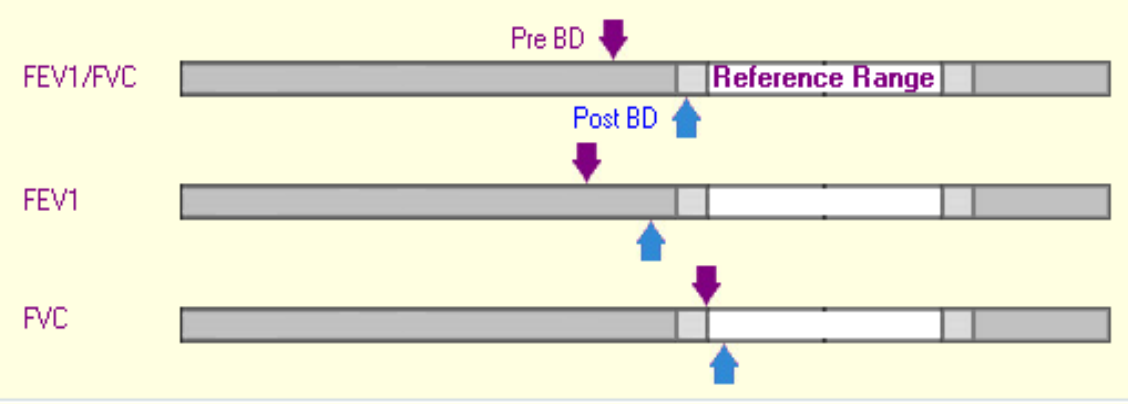 Pre BD
FEV1/FVC Reference Range
Post BD
FEV1
FVC